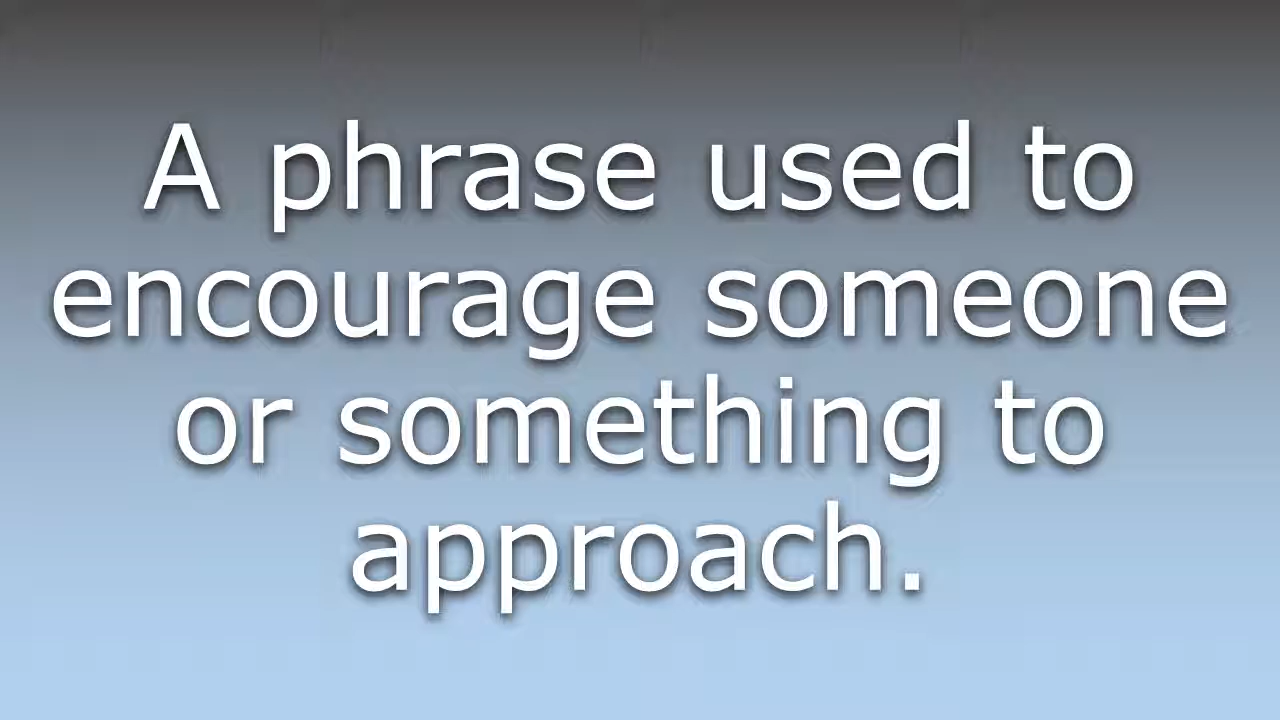 A phrase used to
encourage someone
or something to
approach.